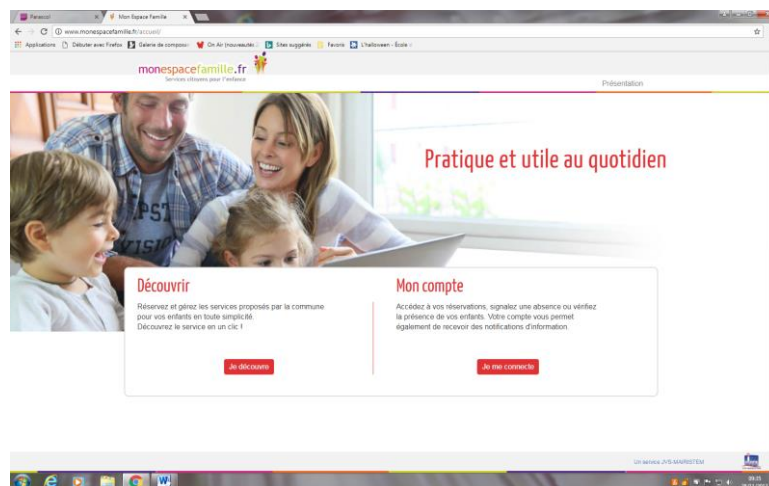 Parascol
Mon Espace Famille
www.monespacefamille.fr/accueil/
Applications Débuter avec Firefox Galerie de composan On Air (nouveautés Sites suggérés Favoris L'halloween - École
monespacefamille.fr
Services citoyens pour l'enfance
Présentation
Pratique et utile au quotidien
Découvrir
Réservez et gérez les services proposés par la commune
pour vos enfants en toute simplicité.
Découvrez le service en un clic !
Je découvre
Mon compte
Accédez à vos réservations, signalez une absence ou vérifiez
la présence de vos enfants. Votre compte vous permet
également de recevoir des notifications d'information.
Je me connecte
Un service JVS-MAIRISTEM